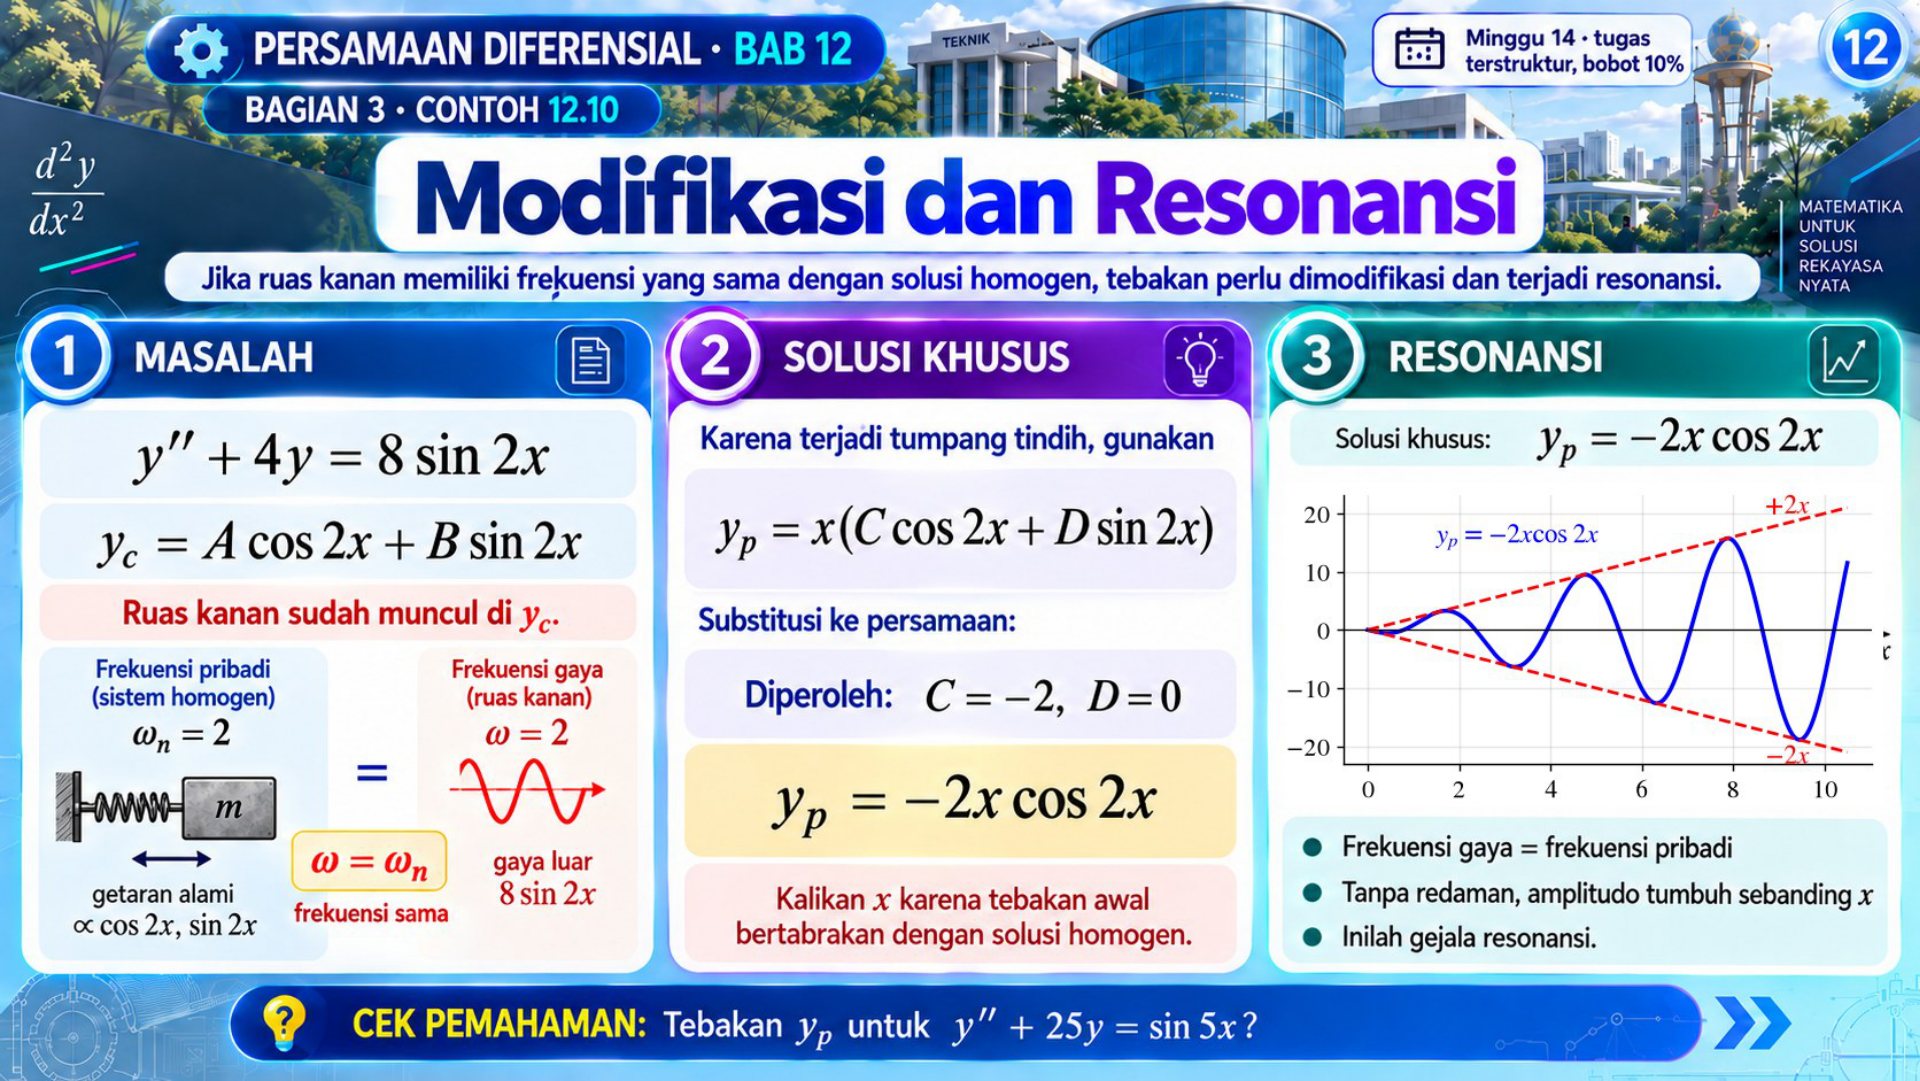 PERSAMAAN DIFERENSIAL · BAB 12
BAGIAN 3 · CONTOH 12.10
TEKNIK
Minggu 14 · tugas
terstruktur, bobot 10%
12
d²y
dx²
Modifikasi dan Resonansi
Jika ruas kanan memiliki frekuensi yang sama dengan solusi homogen, tebakan perlu dimodifikasi dan terjadi resonansi.
MATEMATIKA
UNTUK
SOLUSI
REKAYASA
NYATA
1 MASALAH
y″ + 4y = 8 sin 2x
y_c = A cos 2x + B sin 2x
Ruas kanan sudah muncul di y_c.
Frekuensi pribadi
(sistem homogen)
ω_n = 2
m
getaran alami
∝ cos 2x, sin 2x
=
ω = ω_n
frekuensi sama
Frekuensi gaya
(ruas kanan)
ω = 2
gaya luar
8 sin 2x
2 SOLUSI KHUSUS
Karena terjadi tumpang tindih, gunakan
y_p = x(C cos 2x + D sin 2x)
Substitusi ke persamaan:
Diperoleh: C = −2, D = 0
y_p = −2x cos 2x
Kalikan x karena tebakan awal
bertabrakan dengan solusi homogen.
3 RESONANSI
Solusi khusus: y_p = −2x cos 2x
20
10
0
−10
−20
y_p = −2xcos 2x
+2x
−2x
0 2 4 6 8 10
Frekuensi gaya = frekuensi pribadi
Tanpa redaman, amplitudo tumbuh sebanding x
Inilah gejala resonansi.
? CEK PEMAHAMAN: Tebakan y_p untuk y″ + 25y = sin 5x?